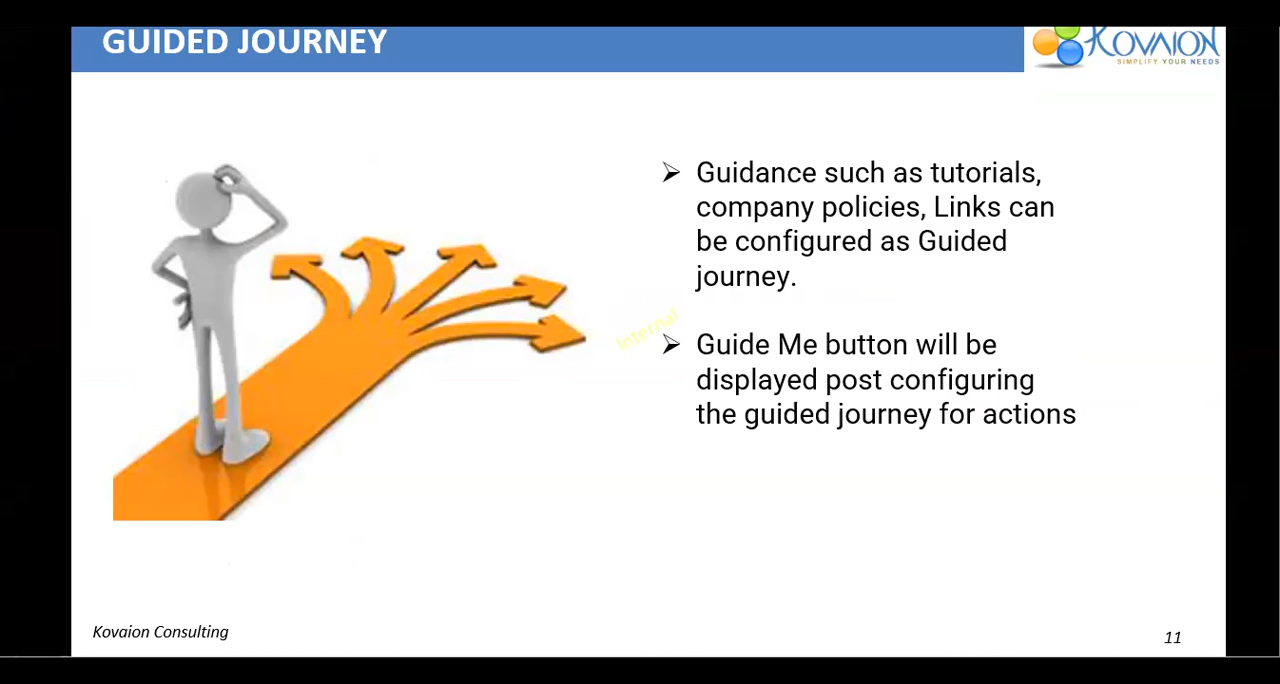 GUIDED JOURNEY
KOVAION
SIMPLIFY YOUR NEEDS
➢ Guidance such as tutorials,
company policies, Links can
be configured as Guided
journey.
Internal
➢ Guide Me button will be
displayed post configuring
the guided journey for actions
Kovaion Consulting
11